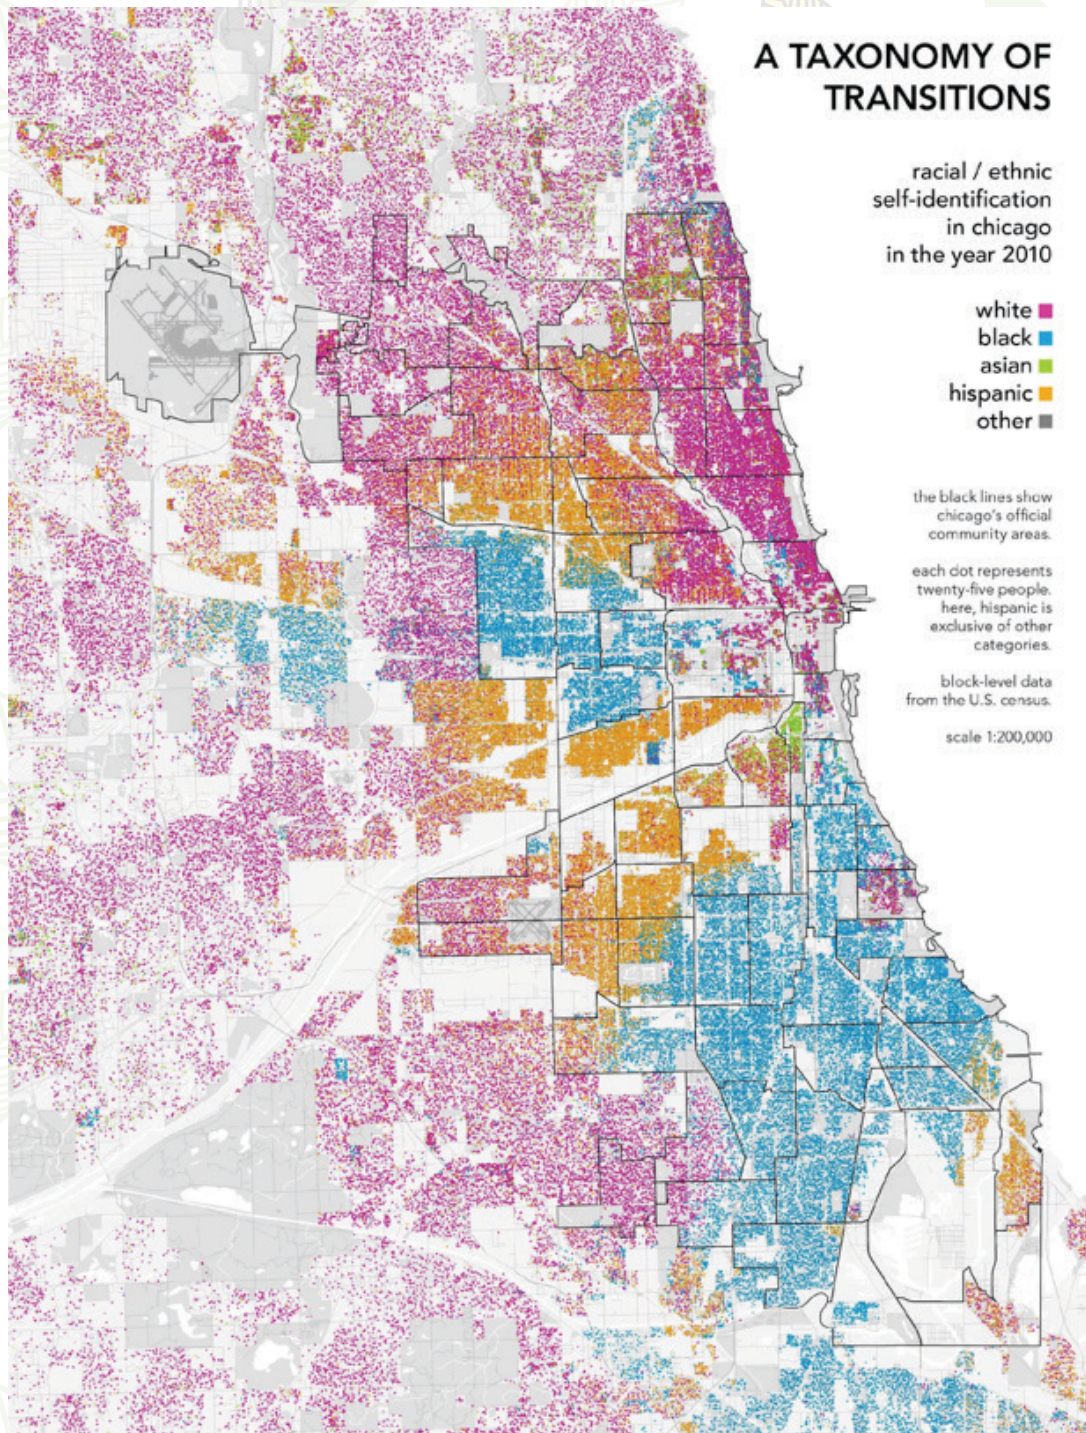 A TAXONOMY OF
TRANSITIONS
racial / ethnic
self-identification
in chicago
in the year 2010
white
black
asian
hispanic
other
the black lines show
chicago's official
community areas.
each dot represents
twenty-five people.
here, hispanic is
exclusive of other
categories.
block-level data
from the U.S. census.
scale 1:200,000